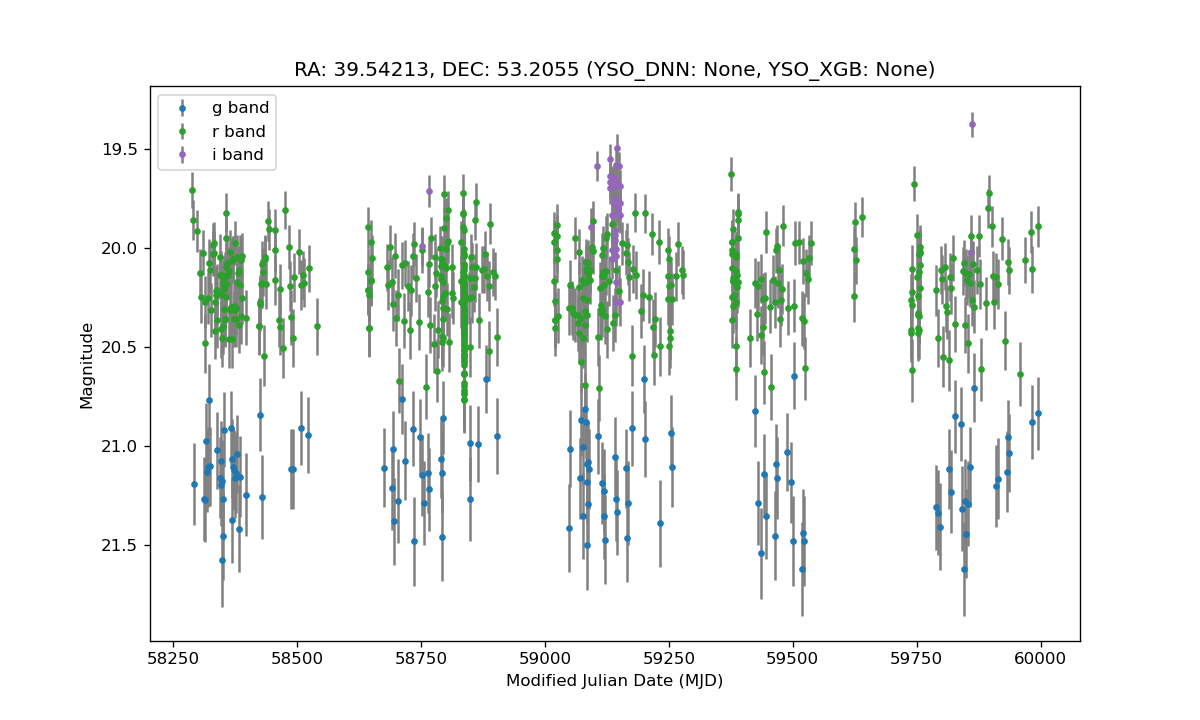 RA: 39.54213, DEC: 53.2055 (YSO_DNN: None, YSO_XGB: None)
g band
r band
i band
Magnitude
19.5
20.0
20.5
21.0
21.5
58250 58500 58750 59000 59250 59500 59750 60000
Modified Julian Date (MJD)